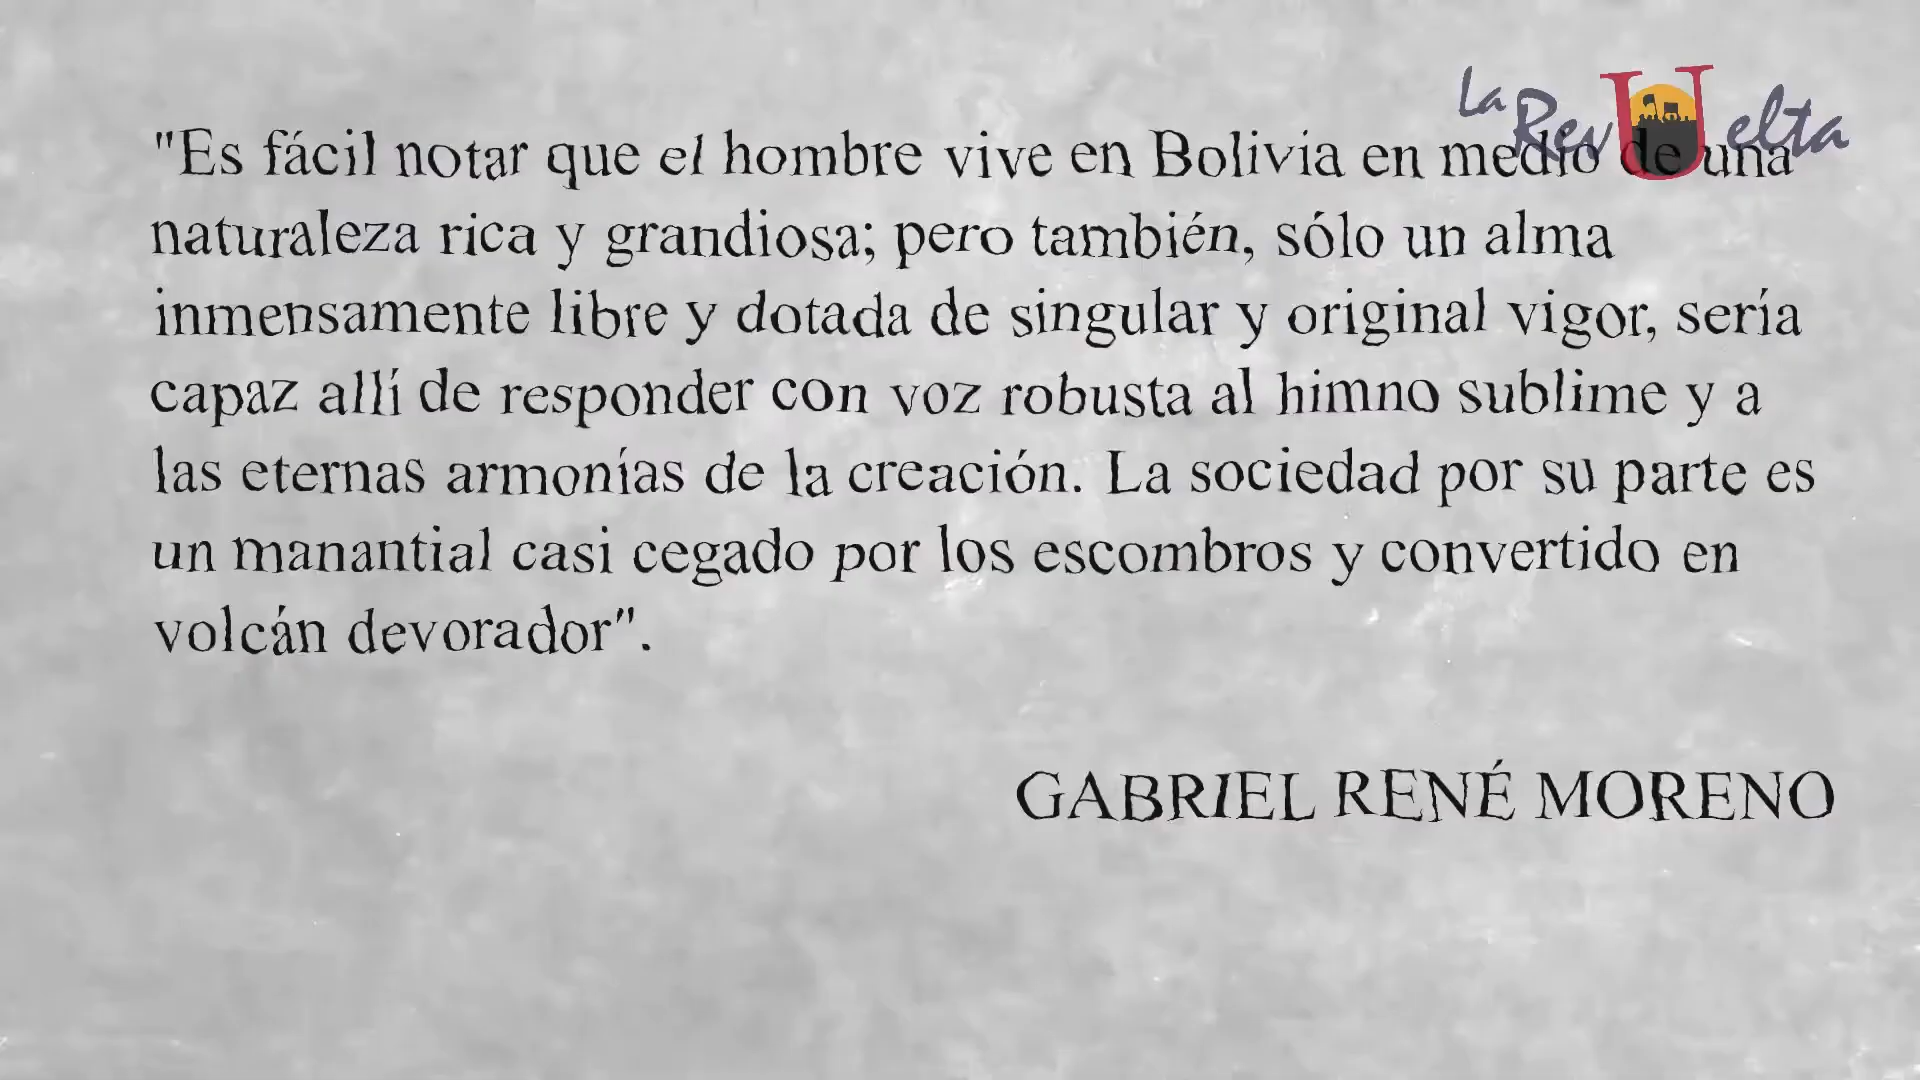 La RevUelta
"Es fácil notar que el hombre vive en Bolivia en medio de una
naturaleza rica y grandiosa; pero también, sólo un alma
inmensamente libre y dotada de singular y original vigor, sería
capaz allí de responder con voz robusta al himno sublime y a
las eternas armonías de la creación. La sociedad por su parte es
un manantial casi cegado por los escombros y convertido en
volcán devorador".
GABRIEL RENÉ MORENO